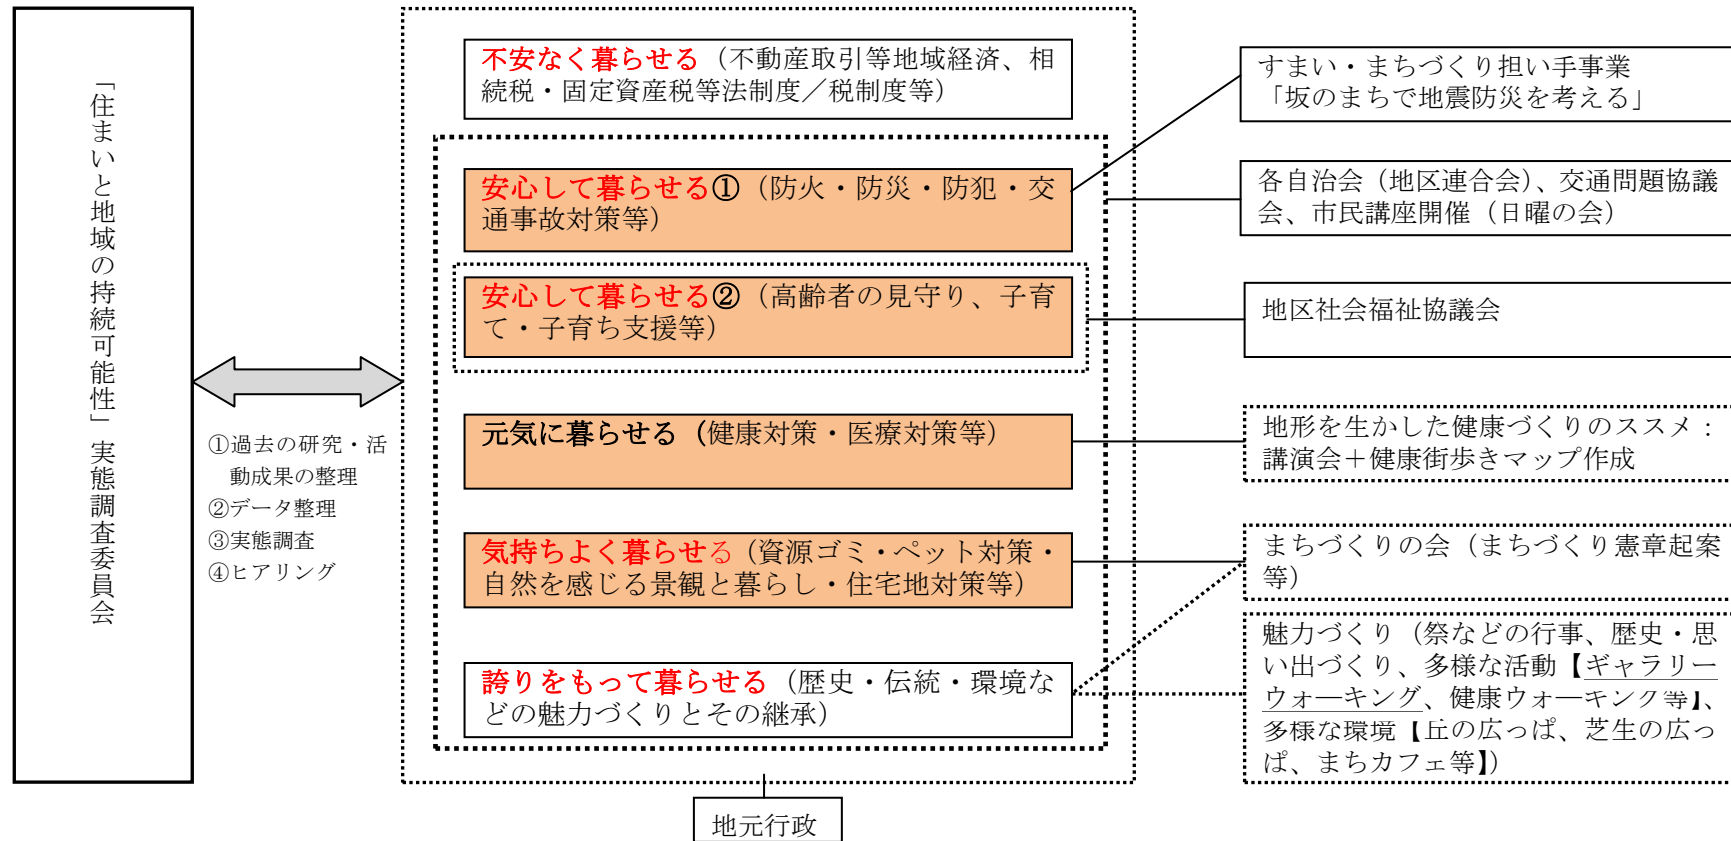 「住まいと地域の持続可能性」実態調査委員会
①過去の研究・活
動成果の整理
②データ整理
③実態調査
④ヒアリング
不安なく暮らせる（不動産取引等地域経済、相
続税・固定資産税等法制度／税制度等）
安心して暮らせる①（防火・防災・防犯・交
通事故対策等）
安心して暮らせる②（高齢者の見守り、子育
て・子育ち支援等）
元気に暮らせる（健康対策・医療対策等）
気持ちよく暮らせる（資源ゴミ・ペット対策・
自然を感じる景観と暮らし・住宅地対策等）
誇りをもって暮らせる（歴史・伝統・環境な
どの魅力づくりとその継承）
地元行政
すまい・まちづくり担い手事業
「坂のまちで地震防災を考える」
各自治会（地区連合会）、交通問題協議
会、市民講座開催（日曜の会）
地区社会福祉協議会
地形を生かした健康づくりのススメ：
講演会＋健康街歩きマップ作成
まちづくりの会（まちづくり憲章起案
等）
魅力づくり（祭などの行事、歴史・思
い出づくり、多様な活動【ギャラリー
ウォーキング、健康ウォーキング等】、
多様な環境【丘の広っぱ、芝生の広っ
ぱ、まちカフェ等】）